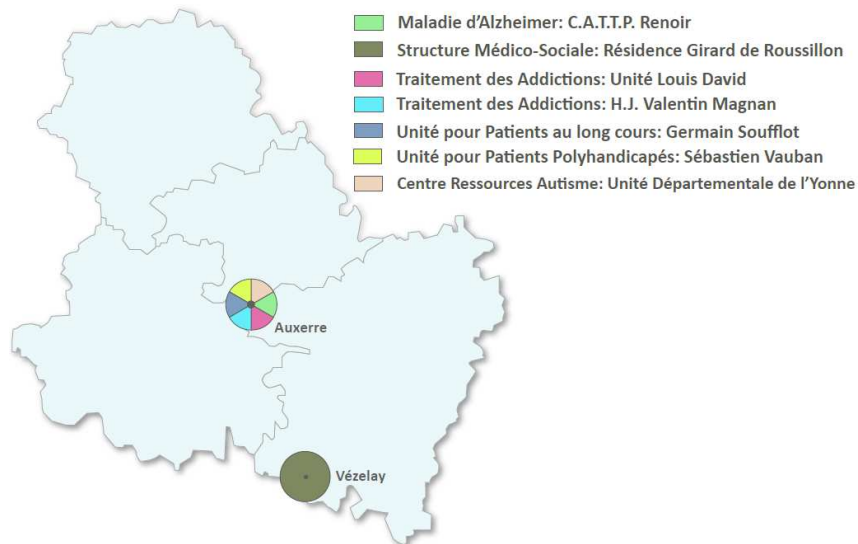 Maladie d'Alzheimer: C.A.T.T.P. Renoir
Structure Médico-Sociale: Résidence Girard de Roussillon
Traitement des Addictions: Unité Louis David
Traitement des Addictions: H.J. Valentin Magnan
Unité pour Patients au long cours: Germain Soufflot
Unité pour Patients Polyhandicapés: Sébastien Vauban
Centre Ressources Autisme: Unité Départementale de l'Yonne
Auxerre
Vézelay